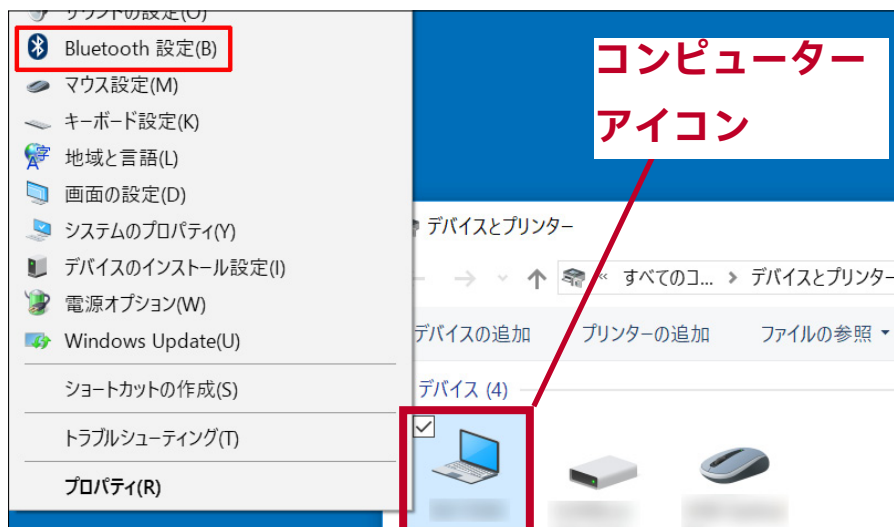 サウンドの設定(O)
Bluetooth 設定(B)
マウス設定(M)
キーボード設定(K)
地域と言語(L)
画面の設定(D)
システムのプロパティ(Y)
デバイスのインストール設定(I)
電源オプション(W)
Windows Update(U)
ショートカットの作成(S)
トラブルシューティング(T)
プロパティ(R)
コンピューター
アイコン
デバイスとプリンター
« すべてのコ... > デバイスとプリンター
デバイスの追加 プリンターの追加 ファイルの参照
デバイス (4)